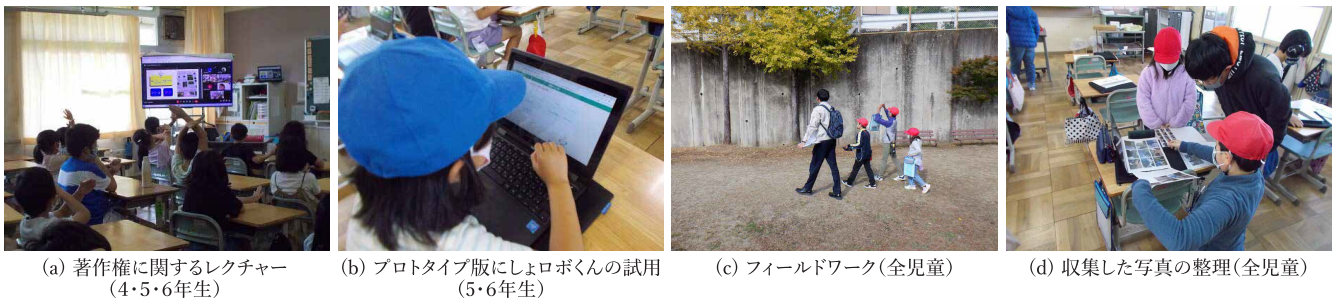 (a) 著作権に関するレクチャー
(4・5・6年生)
(b) プロトタイプ版にしょロボくんの試用
(5・6年生)
(c) フィールドワーク(全児童)
(d) 収集した写真の整理(全児童)